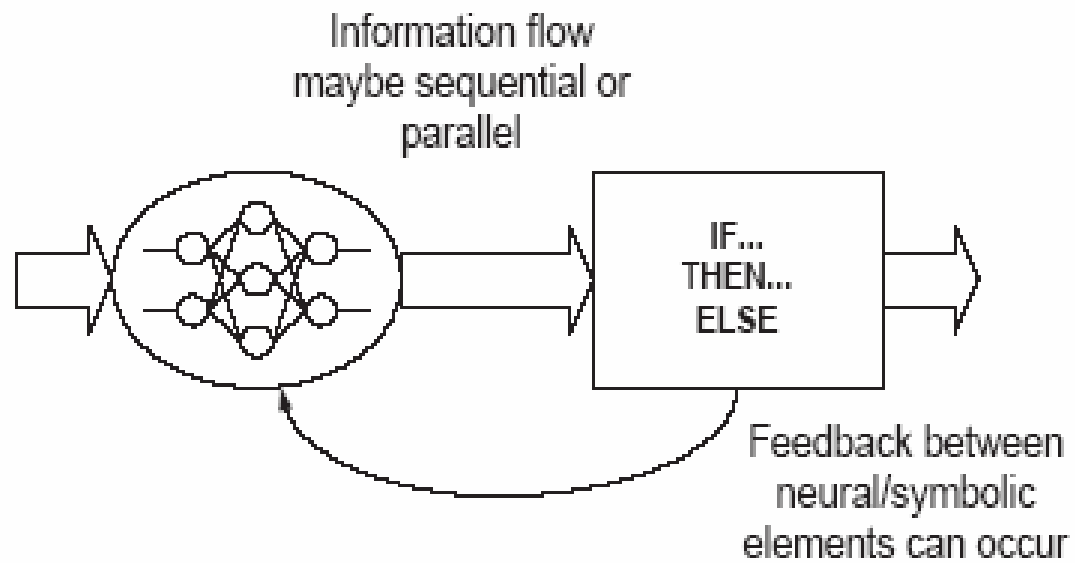 Information flow
maybe sequential or
parallel
IF...
THEN...
ELSE
Feedback between
neural/symbolic
elements can occur